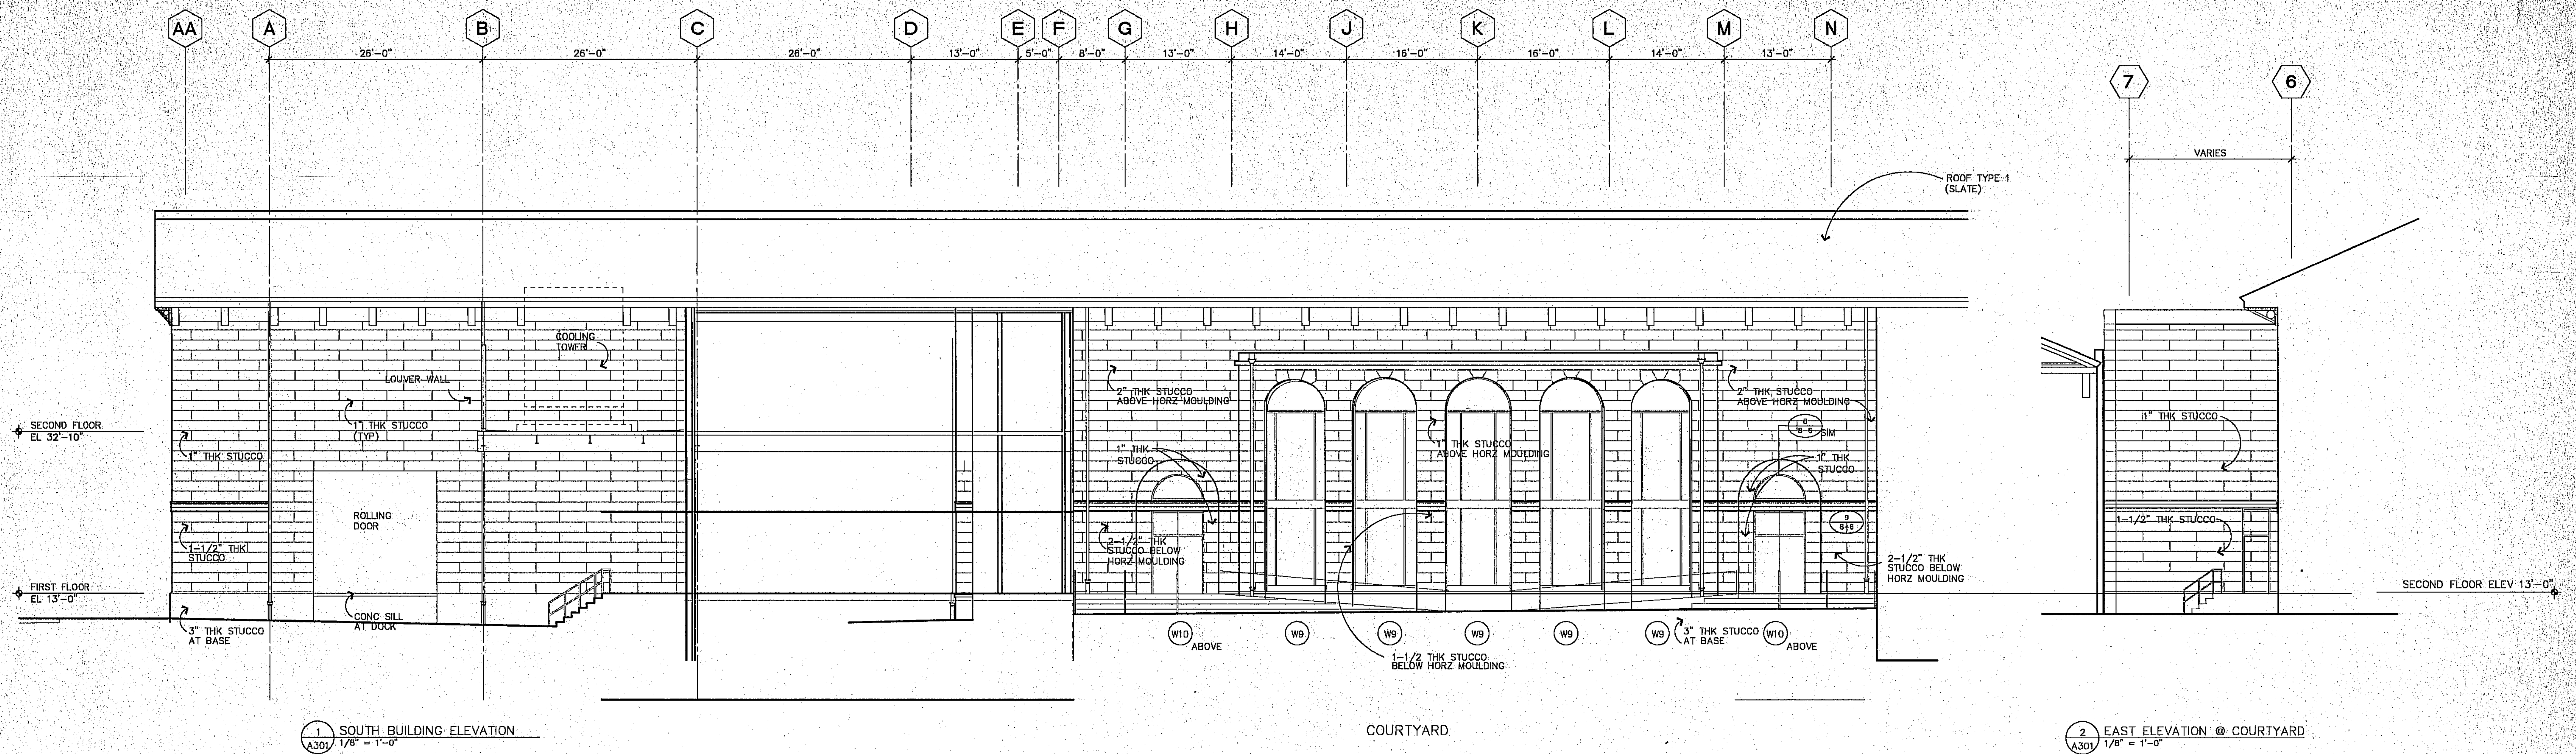 AA A B C D E F G H J K L M N
26'-0" 26'-0" 26'-0" 13'-0" 5'-0" 8'-0" 13'-0" 14'-0" 16'-0" 16'-0" 14'-0" 13'-0"
7 6
VARIES
ROOF TYPE 1
(SLATE)
COOLING
TOWER
LOUVER WALL
1" THK STUCCO
(TYP)
SECOND FLOOR
EL 32'-10"
1" THK STUCCO
ROLLING
DOOR
1-1/2" THK
STUCCO
FIRST FLOOR
EL 13'-0"
3" THK STUCCO
AT BASE
CONC SILL
AT DOCK
2" THK STUCCO
ABOVE HORZ MOULDING
1" THK
STUCCO
2-1/2" THK
STUCCO BELOW
HORZ MOULDING
1" THK STUCCO
ABOVE HORZ MOULDING
2" THK STUCCO
ABOVE HORZ MOULDING
SIM
1" THK
STUCCO
9
2-1/2" THK
STUCCO BELOW
HORZ MOULDING
W10 ABOVE
W9
W9
W9
W9
W9
3" THK STUCCO
AT BASE
W10 ABOVE
1-1/2 THK STUCCO
BELOW HORZ MOULDING
1" THK STUCCO
1-1/2" THK STUCCO
SECOND FLOOR ELEV 13'-0"
1
A301
SOUTH BUILDING ELEVATION
1/8" = 1'-0"
COURTYARD
2
A301
EAST ELEVATION @ COURTYARD
1/8" = 1'-0"